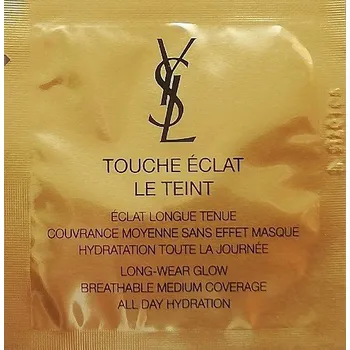 YSL
TOUCHE ÉCLAT
LE TEINT
ÉCLAT LONGUE TENUE
COUVRANCE MOYENNE SANS EFFET MASQUE
HYDRATATION TOUTE LA JOURNÉE
LONG-WEAR GLOW
BREATHABLE MEDIUM COVERAGE
ALL DAY HYDRATION